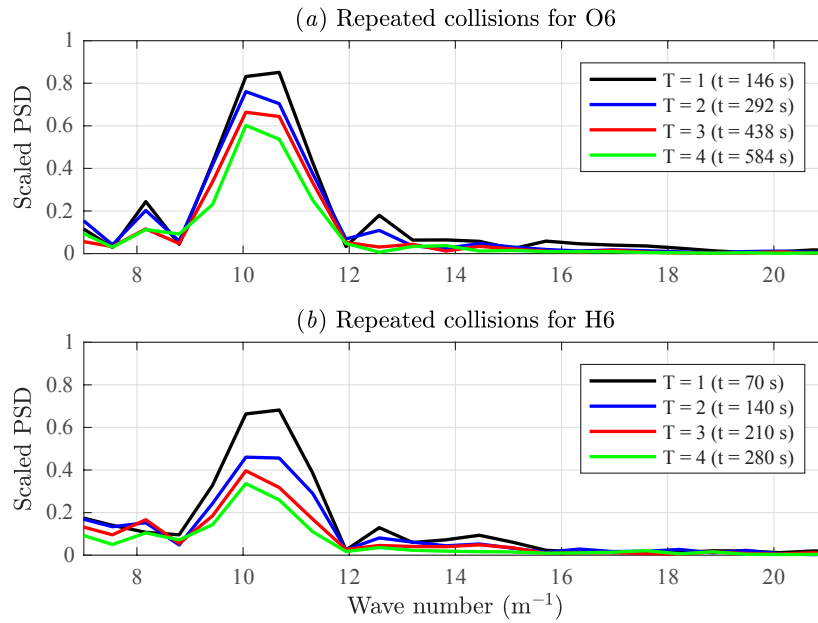 (a) Repeated collisions for O6
1
0.8
0.6
0.4
0.2
0
Scaled PSD
T = 1 (t = 146 s)
T = 2 (t = 292 s)
T = 3 (t = 438 s)
T = 4 (t = 584 s)
8 10 12 14 16 18 20
(b) Repeated collisions for H6
1
0.8
0.6
0.4
0.2
0
Scaled PSD
T = 1 (t = 70 s)
T = 2 (t = 140 s)
T = 3 (t = 210 s)
T = 4 (t = 280 s)
8 10 12 14 16 18 20
Wave number (m⁻¹)